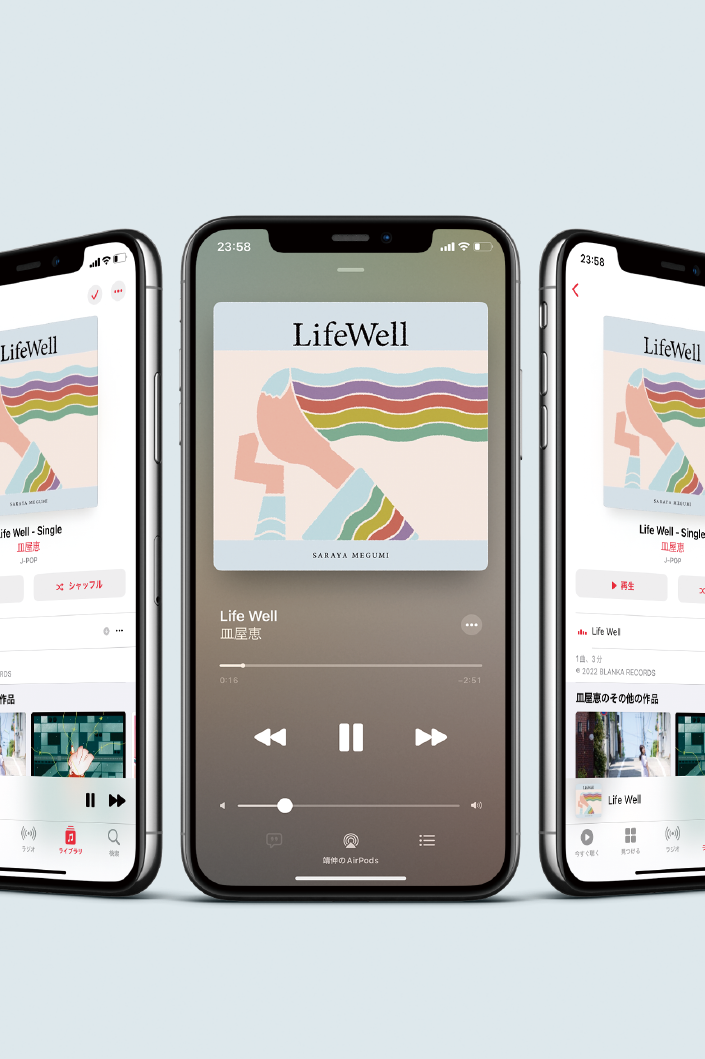 LifeWell
SARAYA MEGUMI
Life Well - Single
皿屋恵
J-POP
シャッフル
RDS
作品
ラジオ
ライブラリ
検索
23:58
LifeWell
SARAYA MEGUMI
Life Well
皿屋恵
0:16
-2:51
靖伸のAirPods
23:58
LifeWell
SARAYA MEGUMI
Life Well - Single
皿屋恵
J-POP
再生
Life Well
1曲、3分
℗ 2022 BLANKA RECORDS
皿屋恵のその他の作品
Life Well
今すぐ聴く
見つける
ラジオ